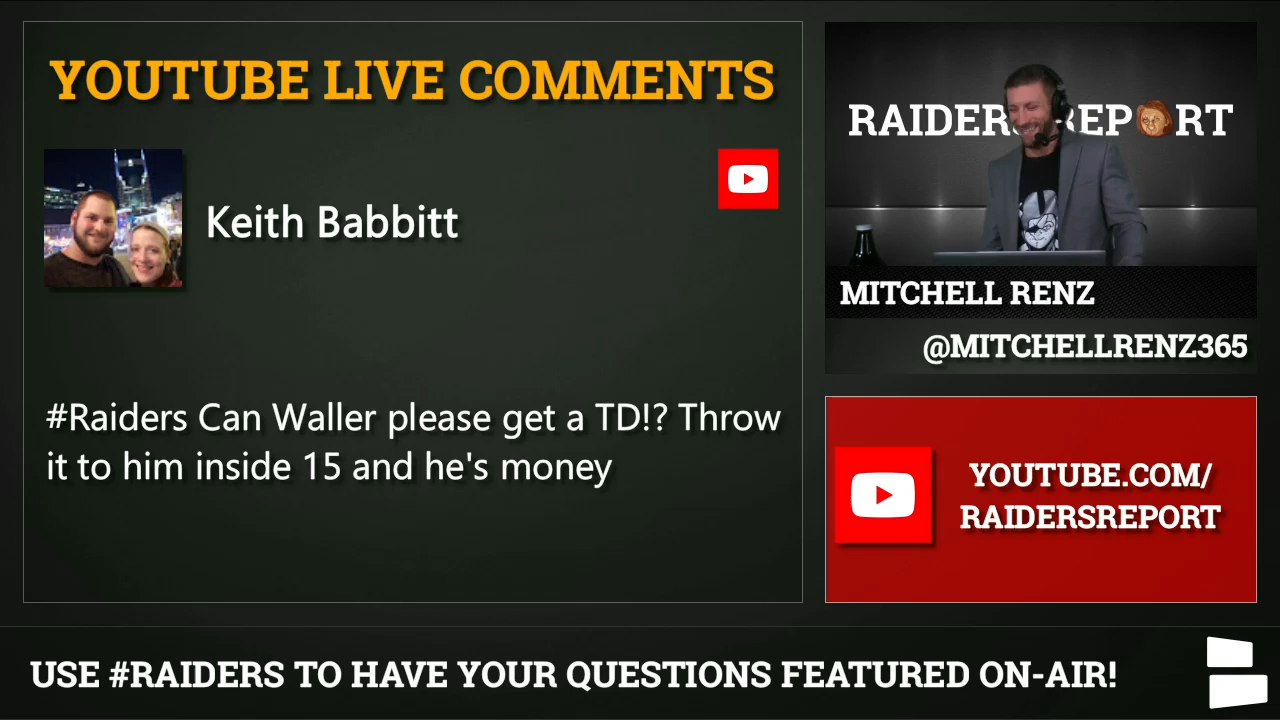 YOUTUBE LIVE COMMENTS
Keith Babbitt
#Raiders Can Waller please get a TD!? Throw
it to him inside 15 and he's money
RAIDERS REPORT
MITCHELL RENZ
@MITCHELLRENZ365
YOUTUBE.COM/
RAIDERSREPORT
USE #RAIDERS TO HAVE YOUR QUESTIONS FEATURED ON-AIR!